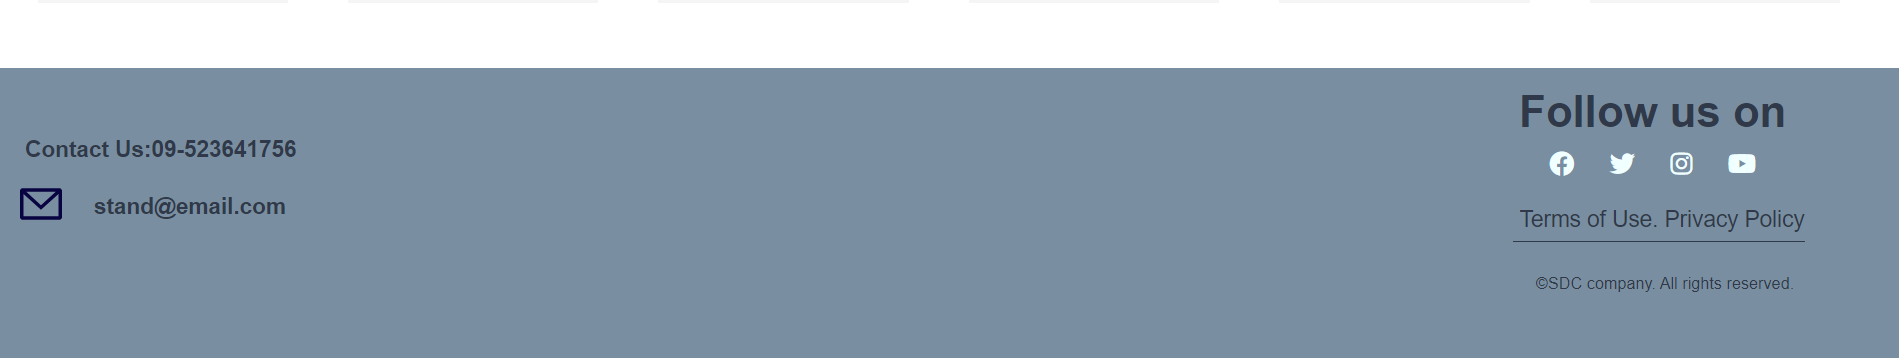 Contact Us:09-523641756
stand@email.com
Follow us on
Terms of Use. Privacy Policy
©SDC company. All rights reserved.